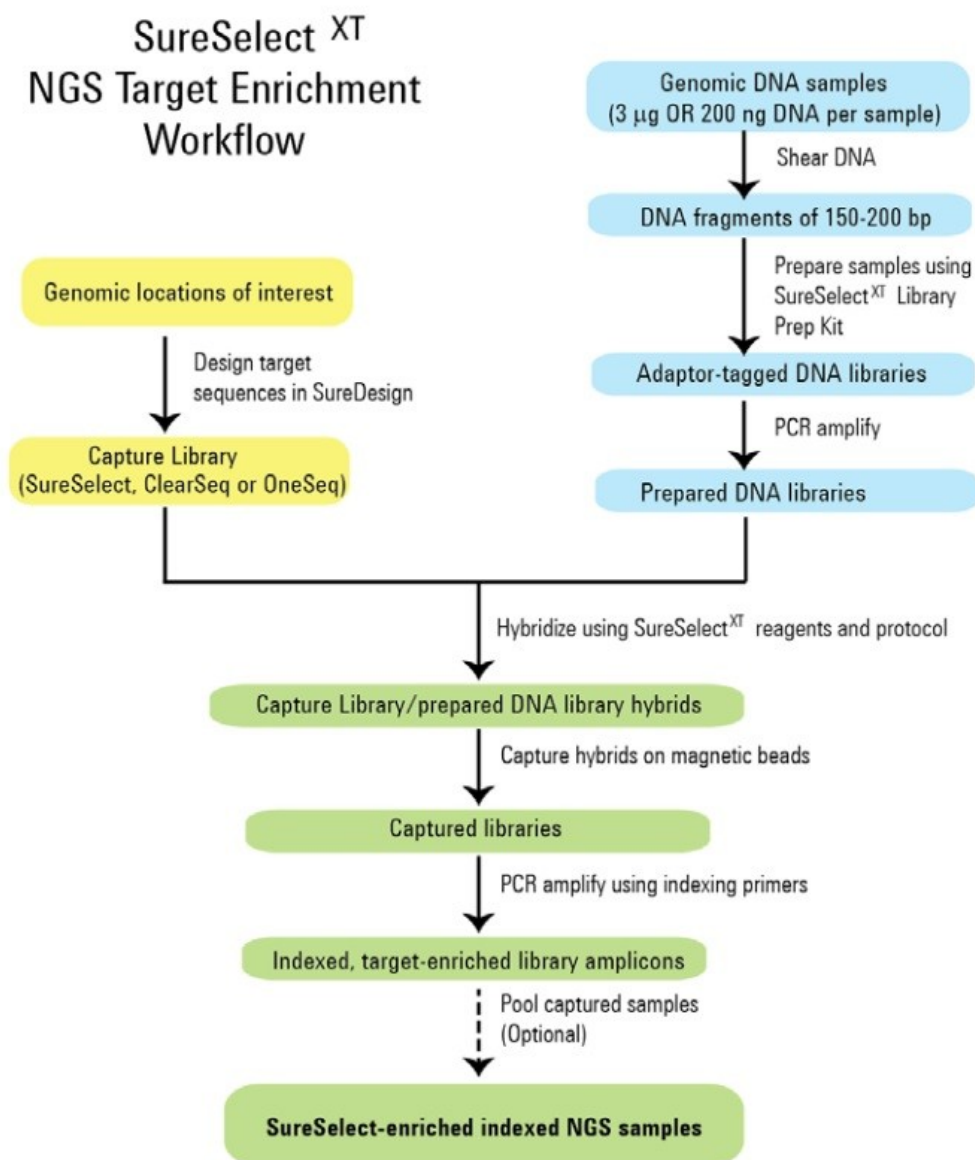 SureSelect XT
NGS Target Enrichment
Workflow
Genomic DNA samples
(3 µg OR 200 ng DNA per sample)
Shear DNA
DNA fragments of 150-200 bp
Prepare samples using
SureSelectXT Library
Prep Kit
Adaptor-tagged DNA libraries
PCR amplify
Prepared DNA libraries
Genomic locations of interest
Design target
sequences in SureDesign
Capture Library
(SureSelect, ClearSeq or OneSeq)
Hybridize using SureSelectXT reagents and protocol
Capture Library/prepared DNA library hybrids
Capture hybrids on magnetic beads
Captured libraries
PCR amplify using indexing primers
Indexed, target-enriched library amplicons
Pool captured samples
(Optional)
SureSelect-enriched indexed NGS samples